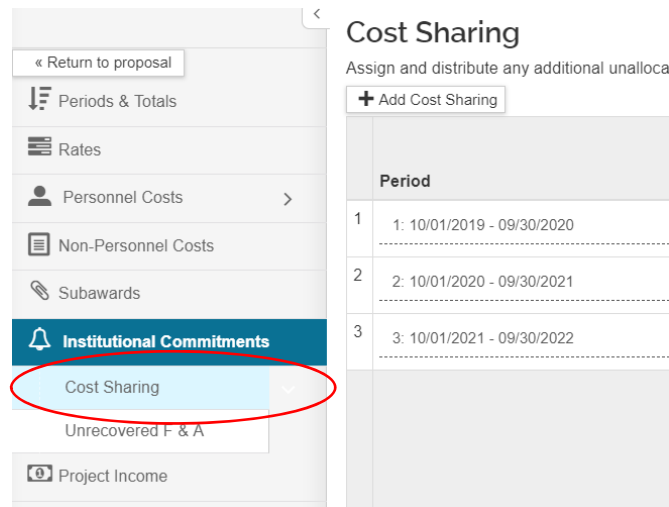 « Return to proposal
Periods & Totals
Rates
Personnel Costs
Non-Personnel Costs
Subawards
Institutional Commitments
Cost Sharing
Unrecovered F & A
Project Income
Cost Sharing
Assign and distribute any additional unalloca
Add Cost Sharing
Period
1 1: 10/01/2019 - 09/30/2020
2 2: 10/01/2020 - 09/30/2021
3 3: 10/01/2021 - 09/30/2022